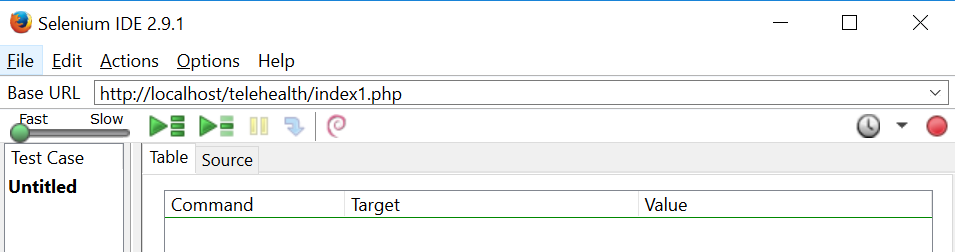 Selenium IDE 2.9.1
File Edit Actions Options Help
Base URL http://localhost/telehealth/index1.php
Fast Slow
Test Case Table Source
Untitled
Command Target Value